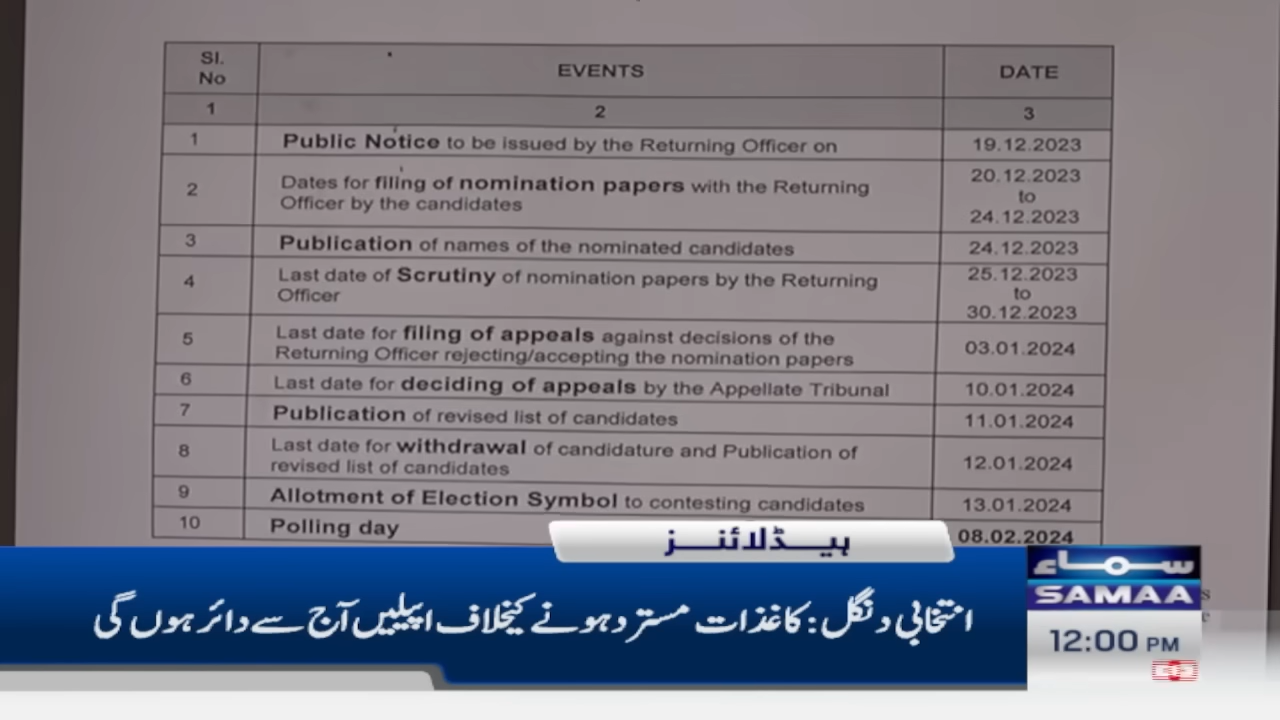 Sl. No EVENTS DATE
1 2 3
1 Public Notice to be issued by the Returning Officer on 19.12.2023
2 Dates for filing of nomination papers with the Returning Officer by the candidates 20.12.2023 to 24.12.2023
3 Publication of names of the nominated candidates 24.12.2023
4 Last date of Scrutiny of nomination papers by the Returning Officer 25.12.2023 to 30.12.2023
5 Last date for filing of appeals against decisions of the Returning Officer rejecting/accepting the nomination papers 03.01.2024
6 Last date for deciding of appeals by the Appellate Tribunal 10.01.2024
7 Publication of revised list of candidates 11.01.2024
8 Last date for withdrawal of candidature and Publication of revised list of candidates 12.01.2024
9 Allotment of Election Symbol to contesting candidates 13.01.2024
10 Polling day 08.02.2024
ہیڈلائنز
انتخابی دنگل: کاغذات مسترد ہونے کیخلاف اپیلیں آج سے دائر ہوں گی
سماء
SAMAA
12:00 PM